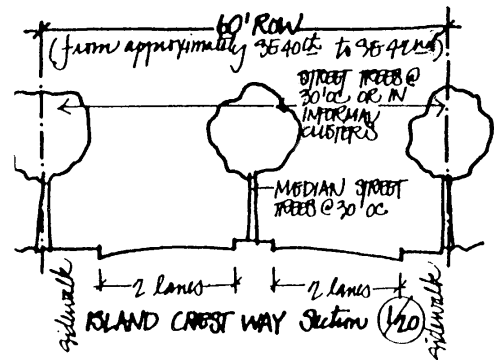 60' ROW
(from approximately SE 40th to SE 42nd)
STREET TREES @
30' OC OR IN
INFORMAL
CLUSTERS
MEDIAN STREET
TREES @ 30' OC
2 lanes
2 lanes
sidewalk
ISLAND CREST WAY Section 1/20
sidewalk